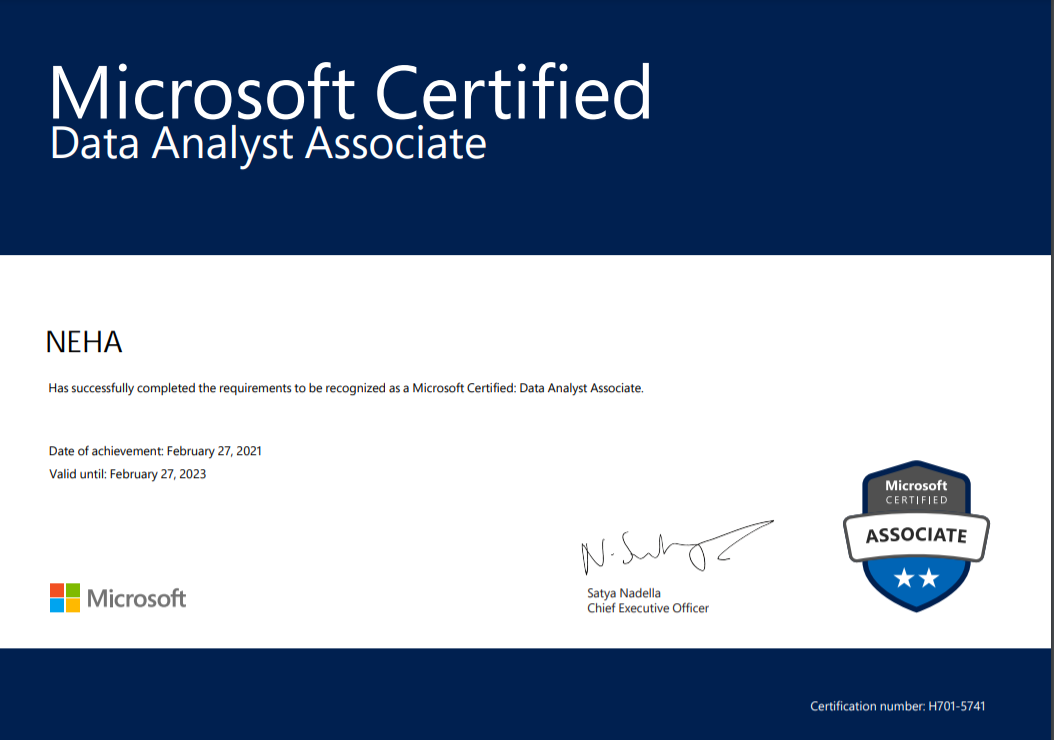 Microsoft Certified
Data Analyst Associate
NEHA
Has successfully completed the requirements to be recognized as a Microsoft Certified: Data Analyst Associate.
Date of achievement: February 27, 2021
Valid until: February 27, 2023
Microsoft
CERTIFIED
ASSOCIATE
N. Satya
Satya Nadella
Chief Executive Officer
Microsoft
Certification number: H701-5741